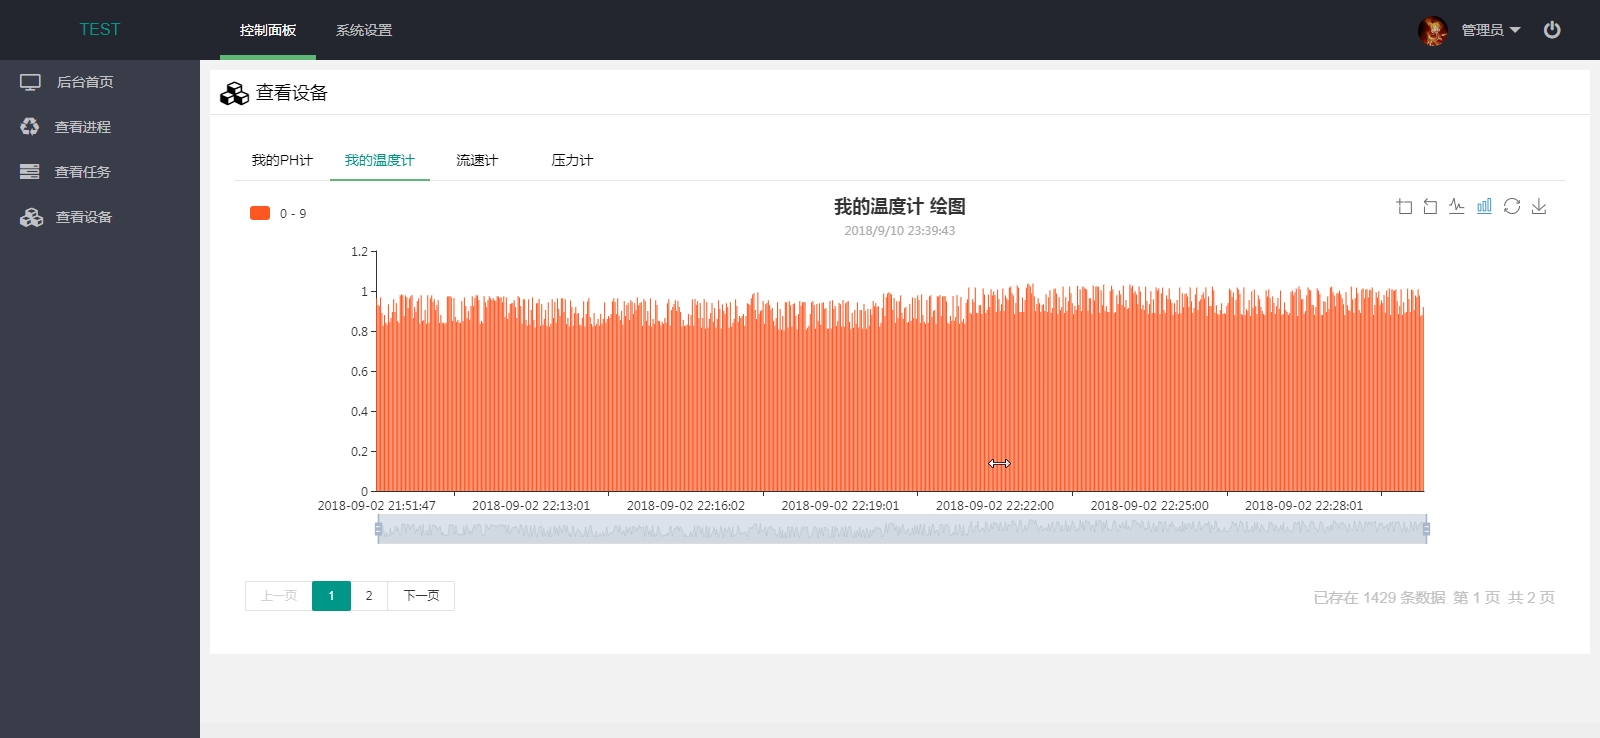 TEST
控制面板
系统设置
管理员
后台首页
查看进程
查看任务
查看设备
查看设备
我的PH计
我的温度计
流速计
压力计
0 - 9
我的温度计 绘图
2018/9/10 23:39:43
1.2
1
0.8
0.6
0.4
0.2
0
2018-09-02 21:51:47
2018-09-02 22:13:01
2018-09-02 22:16:02
2018-09-02 22:19:01
2018-09-02 22:22:00
2018-09-02 22:25:00
2018-09-02 22:28:01
上一页
1
2
下一页
已存在 1429 条数据 第 1 页 共 2 页